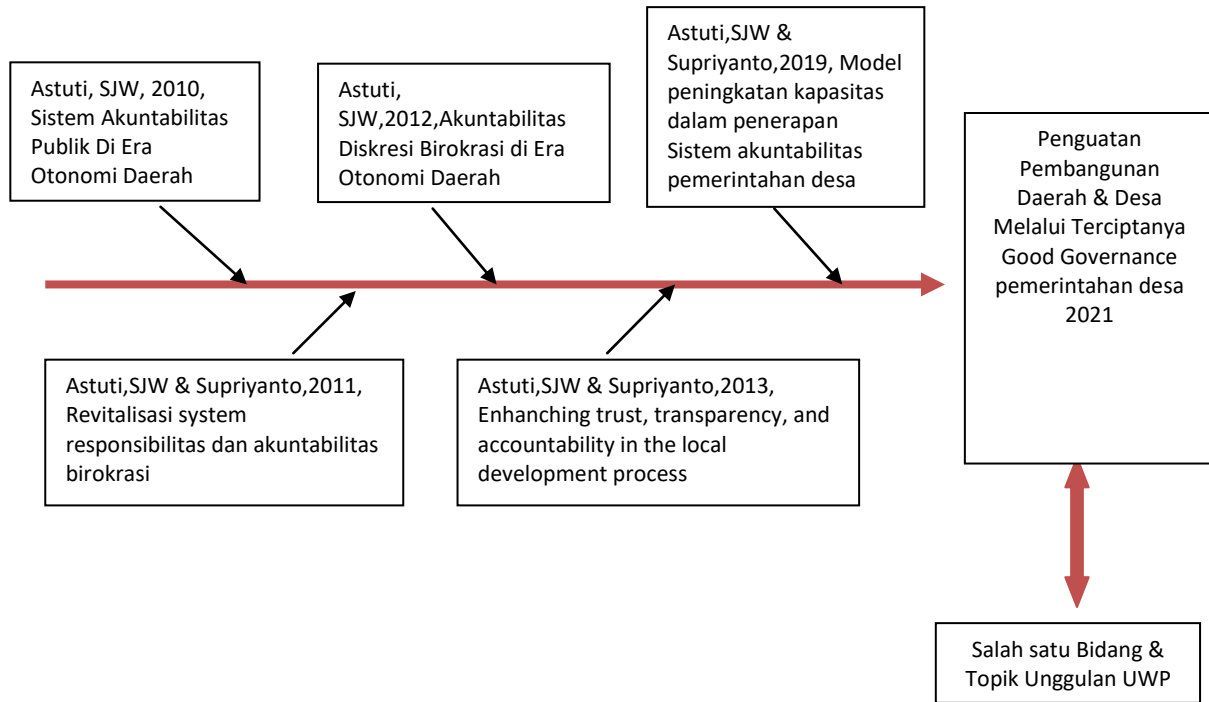 Astuti, SJW, 2010,
Sistem Akuntabilitas
Publik Di Era
Otonomi Daerah
Astuti,
SJW,2012,Akuntabilitas
Diskresi Birokrasi di Era
Otonomi Daerah
Astuti,SJW &
Supriyanto,2019, Model
peningkatan kapasitas
dalam penerapan
Sistem akuntabilitas
pemerintahan desa
Penguatan
Pembangunan
Daerah & Desa
Melalui Terciptanya
Good Governance
pemerintahan desa
2021
Astuti,SJW & Supriyanto,2011,
Revitalisasi system
responsibilitas dan akuntabilitas
birokrasi
Astuti,SJW & Supriyanto,2013,
Enhanching trust, transparency, and
accountability in the local
development process
Salah satu Bidang &
Topik Unggulan UWP